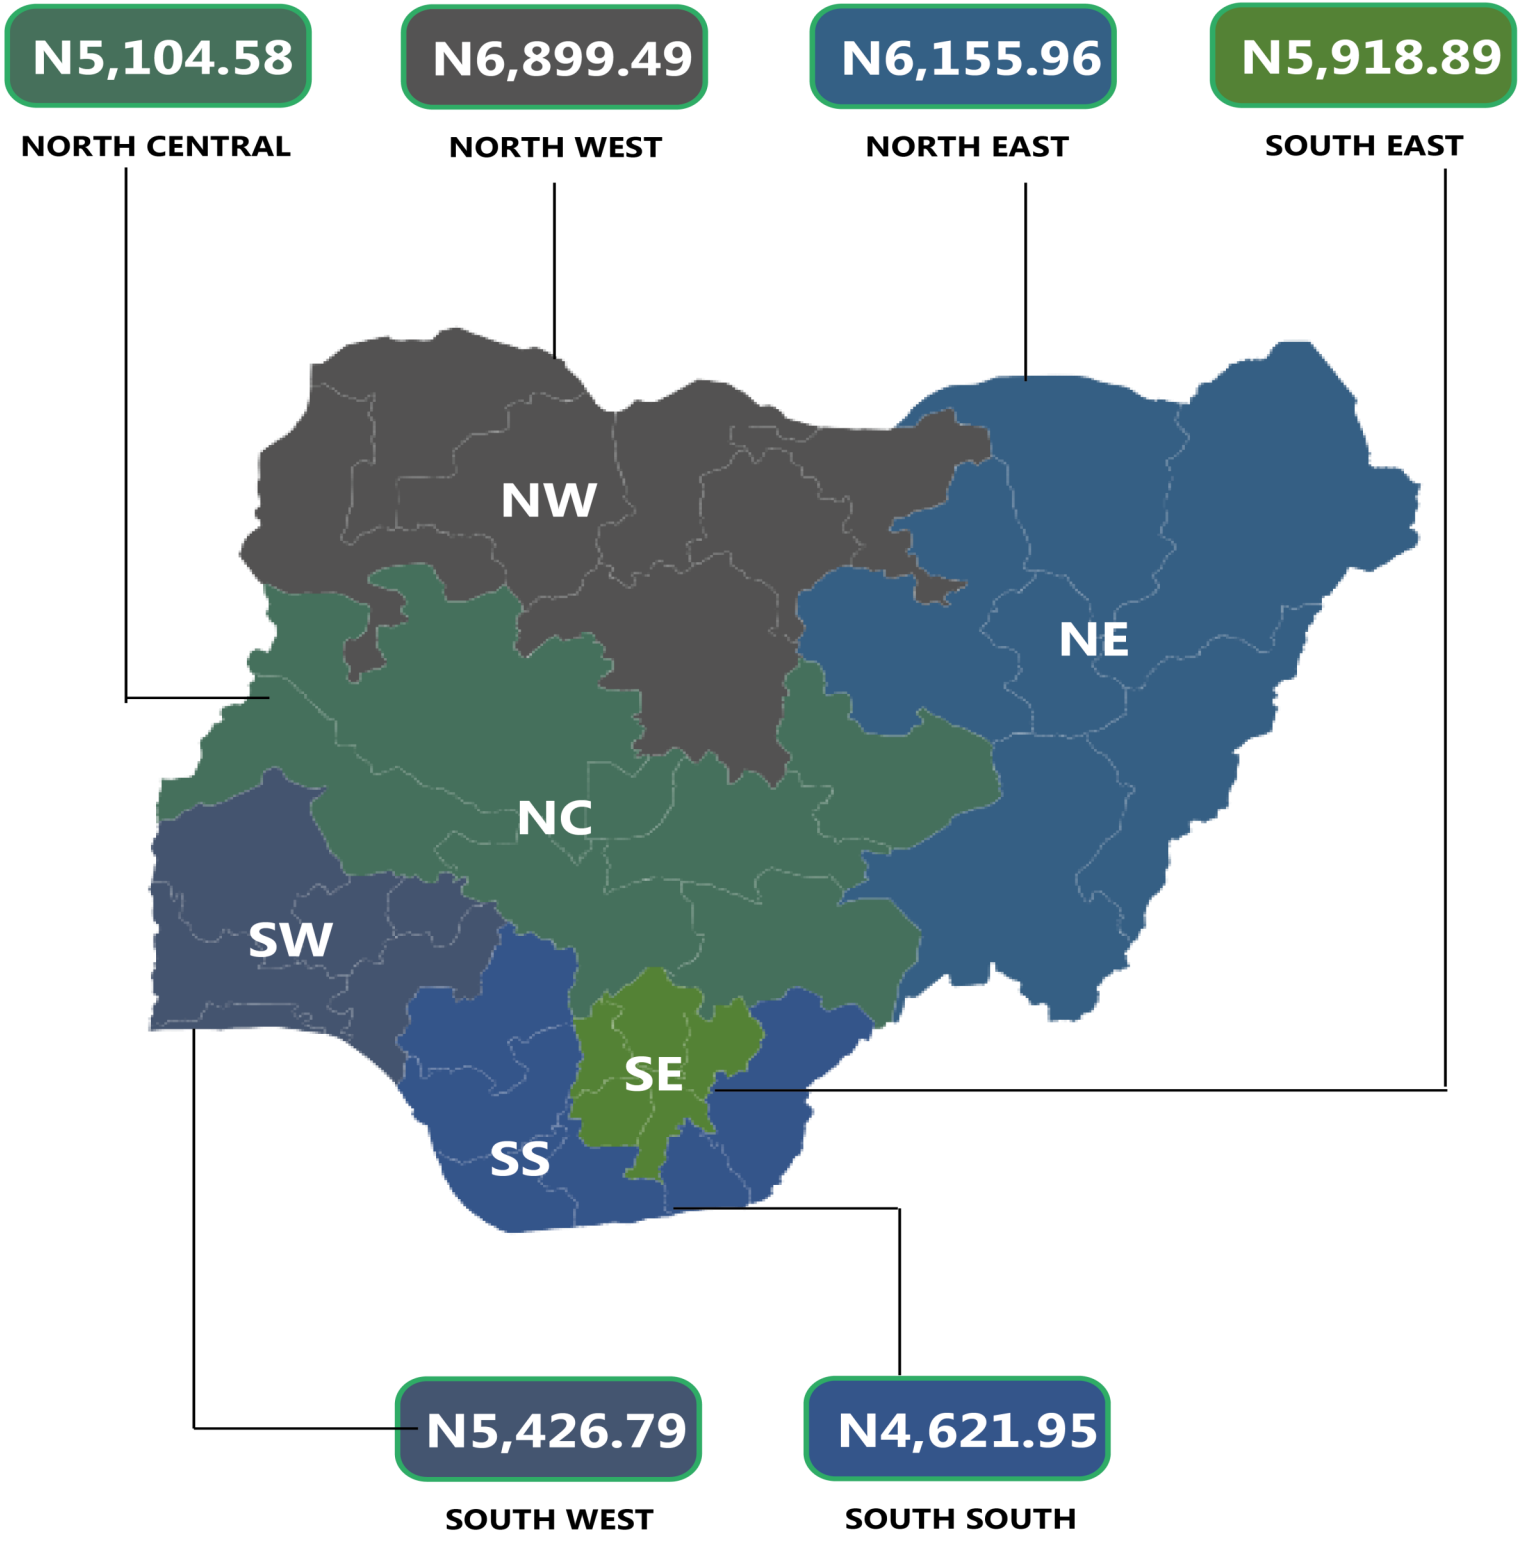 N5,104.58
N6,899.49
N6,155.96
N5,918.89
NORTH CENTRAL
NORTH WEST
NORTH EAST
SOUTH EAST
NW
NE
NC
SW
SE
SS
N5,426.79
N4,621.95
SOUTH WEST
SOUTH SOUTH